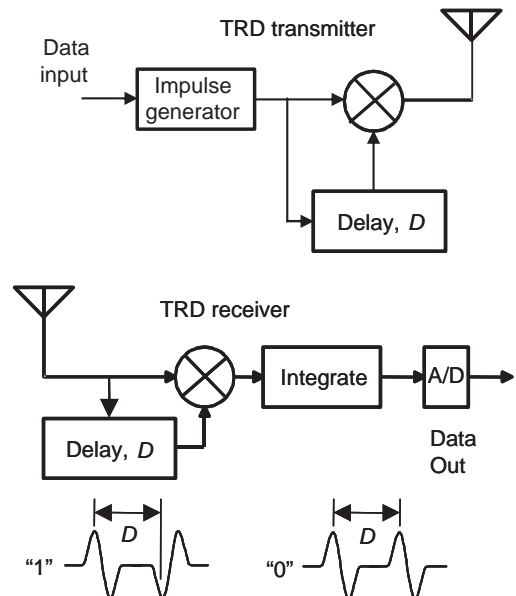 TRD transmitter
Data
input
Impulse
generator
Delay, D
TRD receiver
Integrate
A/D
Delay, D
Data
Out
D
"1"
D
"0"